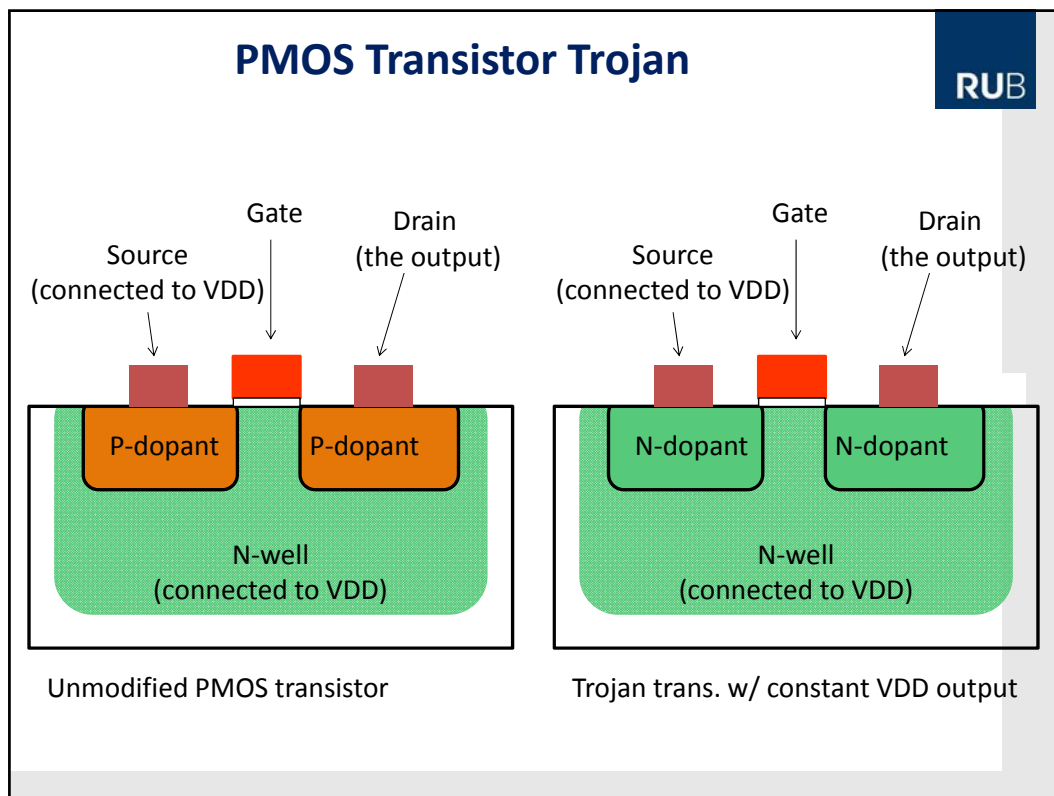 PMOS Transistor Trojan
RUB
Gate
Drain
(the output)
Source
(connected to VDD)
P-dopant
P-dopant
N-well
(connected to VDD)
Unmodified PMOS transistor
Gate
Drain
(the output)
Source
(connected to VDD)
N-dopant
N-dopant
N-well
(connected to VDD)
Trojan trans. w/ constant VDD output